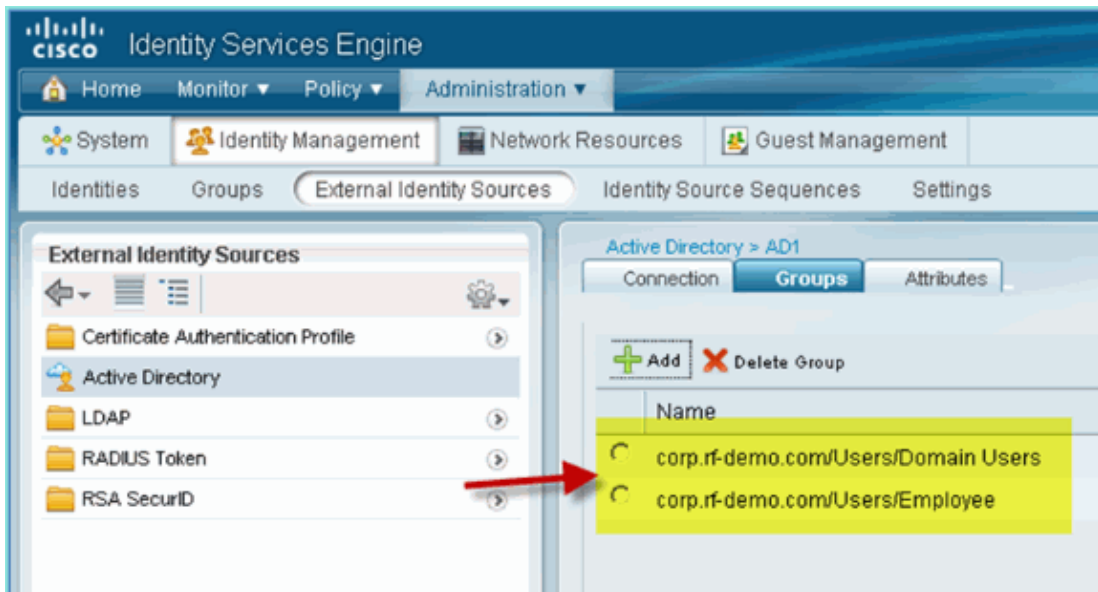 CISCO Identity Services Engine
Home Monitor Policy Administration
System Identity Management Network Resources Guest Management
Identities Groups External Identity Sources Identity Source Sequences Settings
External Identity Sources
Certificate Authentication Profile
Active Directory
LDAP
RADIUS Token
RSA SecurID
Active Directory > AD1
Connection Groups Attributes
Add Delete Group
Name
corp.rf-demo.com/Users/Domain Users
corp.rf-demo.com/Users/Employee